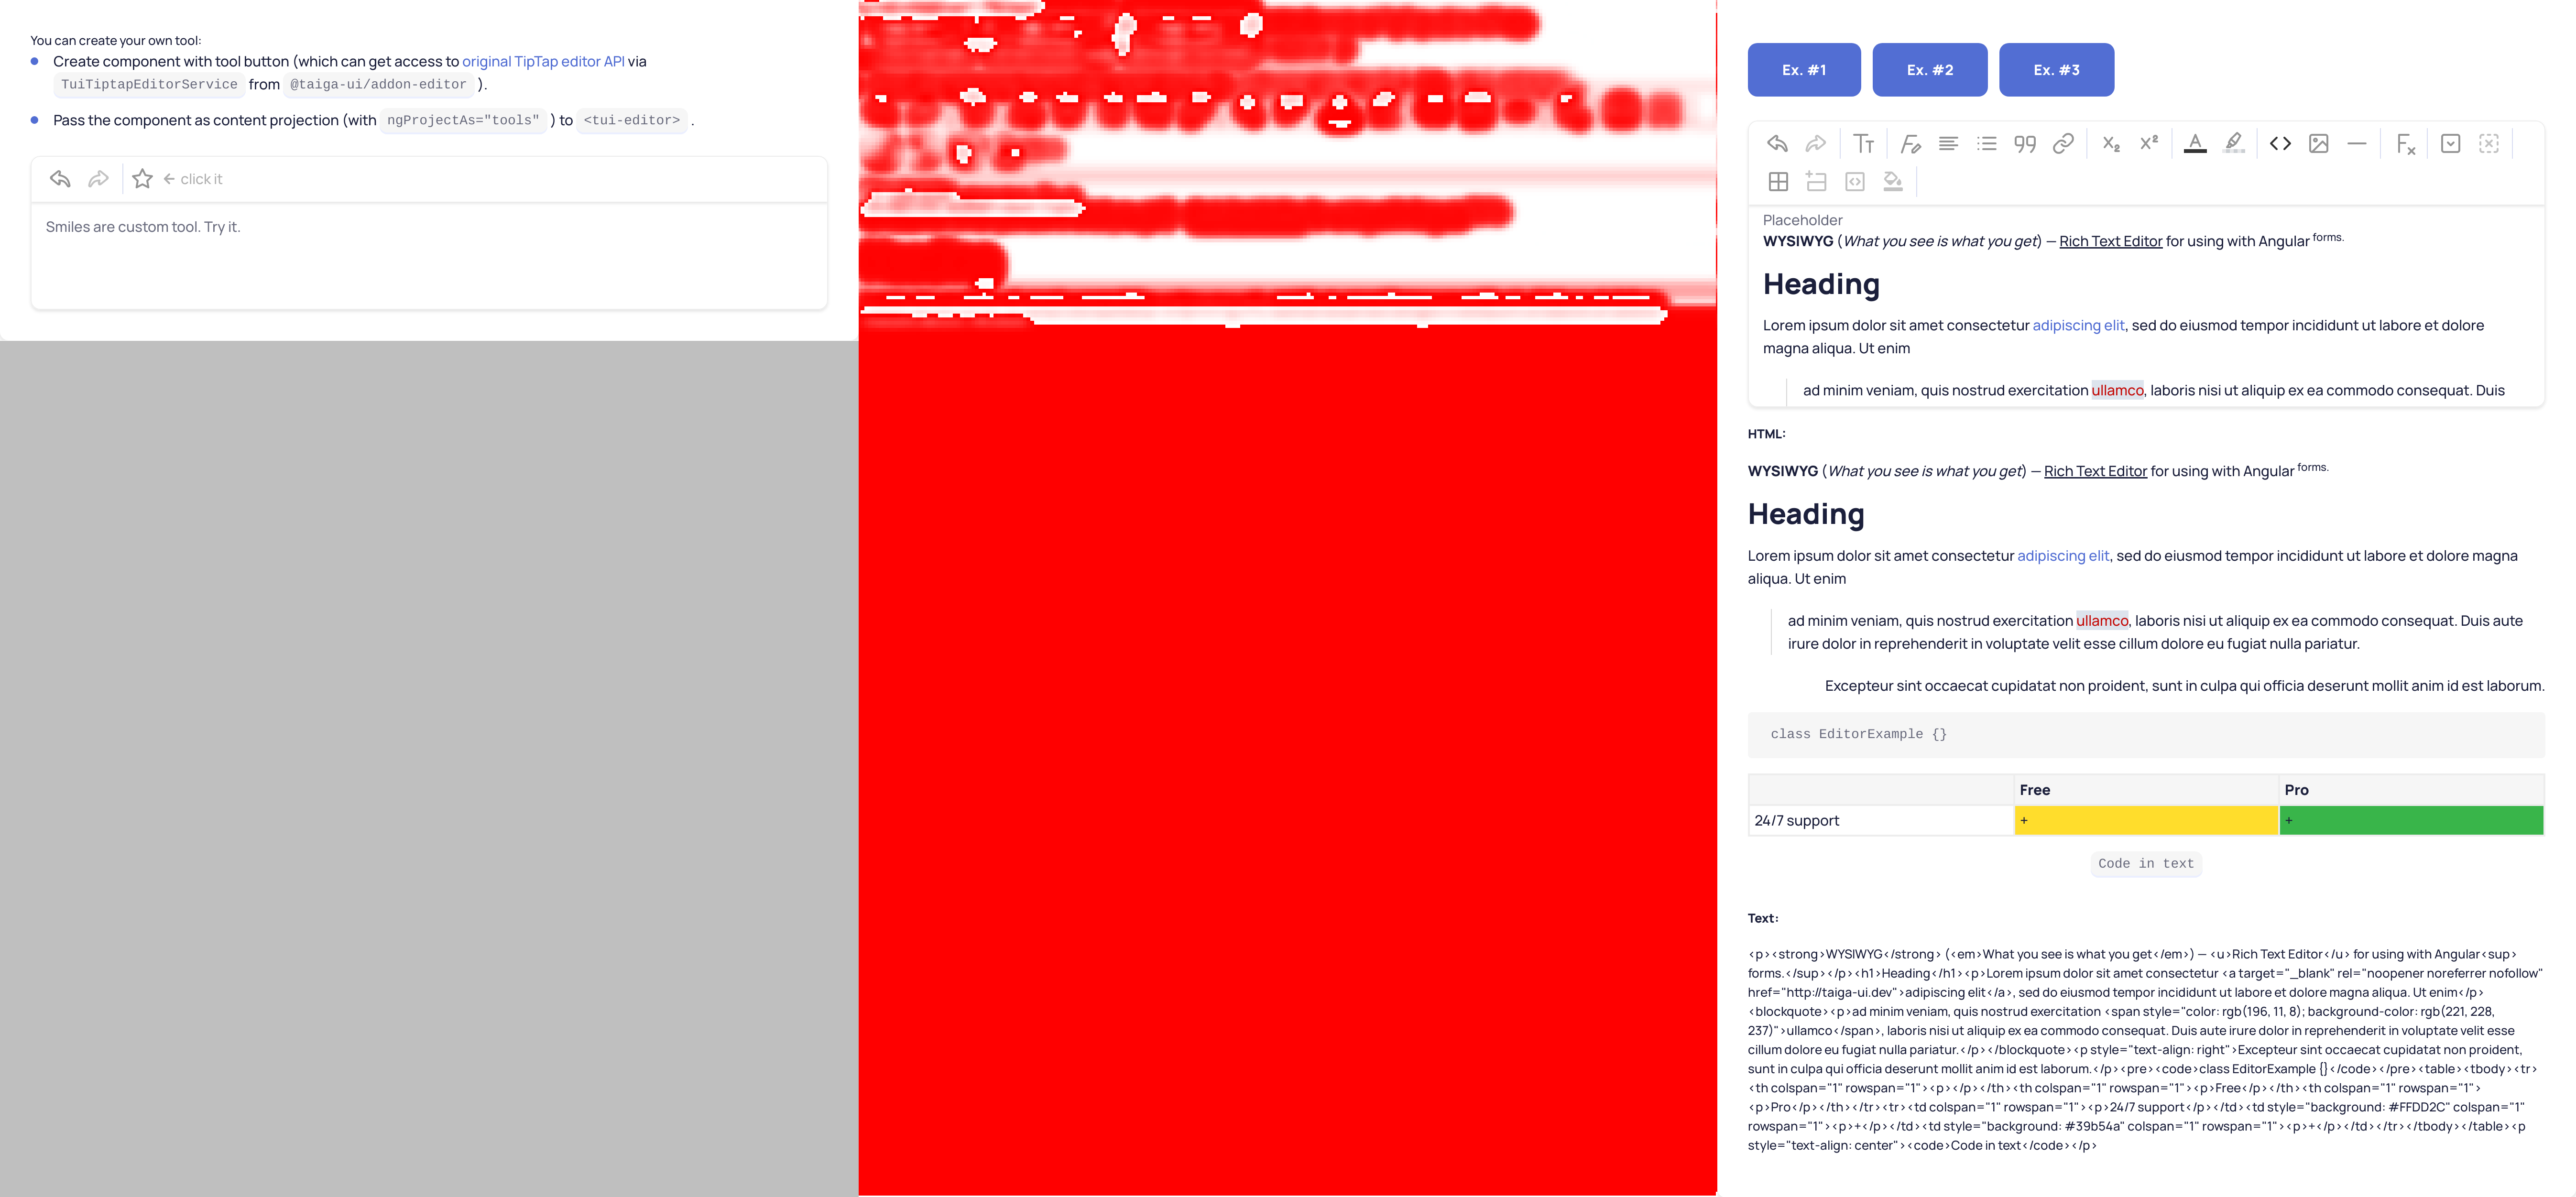 You can create your own tool:
Create component with tool button (which can get access to original TipTap editor API via
TuiTiptapEditorService from @taiga-ui/addon-editor ).
Pass the component as content projection (with ngProjectAs="tools" ) to <tui-editor> .
← click it
Smiles are custom tool. Try it.
Ex. #1 Ex. #2 Ex. #3
Placeholder
WYSIWYG (What you see is what you get) — Rich Text Editor for using with Angular forms.
Heading
Lorem ipsum dolor sit amet consectetur adipiscing elit, sed do eiusmod tempor incididunt ut labore et dolore
magna aliqua. Ut enim
ad minim veniam, quis nostrud exercitation ullamco, laboris nisi ut aliquip ex ea commodo consequat. Duis
HTML:
WYSIWYG (What you see is what you get) — Rich Text Editor for using with Angular forms.
Heading
Lorem ipsum dolor sit amet consectetur adipiscing elit, sed do eiusmod tempor incididunt ut labore et dolore magna
aliqua. Ut enim
ad minim veniam, quis nostrud exercitation ullamco, laboris nisi ut aliquip ex ea commodo consequat. Duis aute
irure dolor in reprehenderit in voluptate velit esse cillum dolore eu fugiat nulla pariatur.
Excepteur sint occaecat cupidatat non proident, sunt in culpa qui officia deserunt mollit anim id est laborum.
class EditorExample {}
Free Pro
24/7 support + +
Code in text
Text:
<p><strong>WYSIWYG</strong> (<em>What you see is what you get</em>) — <u>Rich Text Editor</u> for using with Angular<sup>
forms.</sup></p><h1>Heading</h1><p>Lorem ipsum dolor sit amet consectetur <a target="_blank" rel="noopener noreferrer nofollow"
href="http://taiga-ui.dev">adipiscing elit</a>, sed do eiusmod tempor incididunt ut labore et dolore magna aliqua. Ut enim</p>
<blockquote><p>ad minim veniam, quis nostrud exercitation <span style="color: rgb(196, 11, 8); background-color: rgb(221, 228,
237)">ullamco</span>, laboris nisi ut aliquip ex ea commodo consequat. Duis aute irure dolor in reprehenderit in voluptate velit esse
cillum dolore eu fugiat nulla pariatur.</p></blockquote><p style="text-align: right">Excepteur sint occaecat cupidatat non proident,
sunt in culpa qui officia deserunt mollit anim id est laborum.</p><pre><code>class EditorExample {}</code></pre><table><tbody><tr>
<th colspan="1" rowspan="1"><p></p></th><th colspan="1" rowspan="1"><p>Free</p></th><th colspan="1" rowspan="1">
<p>Pro</p></th></tr><tr><td colspan="1" rowspan="1"><p>24/7 support</p></td><td style="background: #FFDD2C" colspan="1"
rowspan="1"><p>+</p></td><td style="background: #39b54a" colspan="1" rowspan="1"><p>+</p></td></tr></tbody></table><p
style="text-align: center"><code>Code in text</code></p>